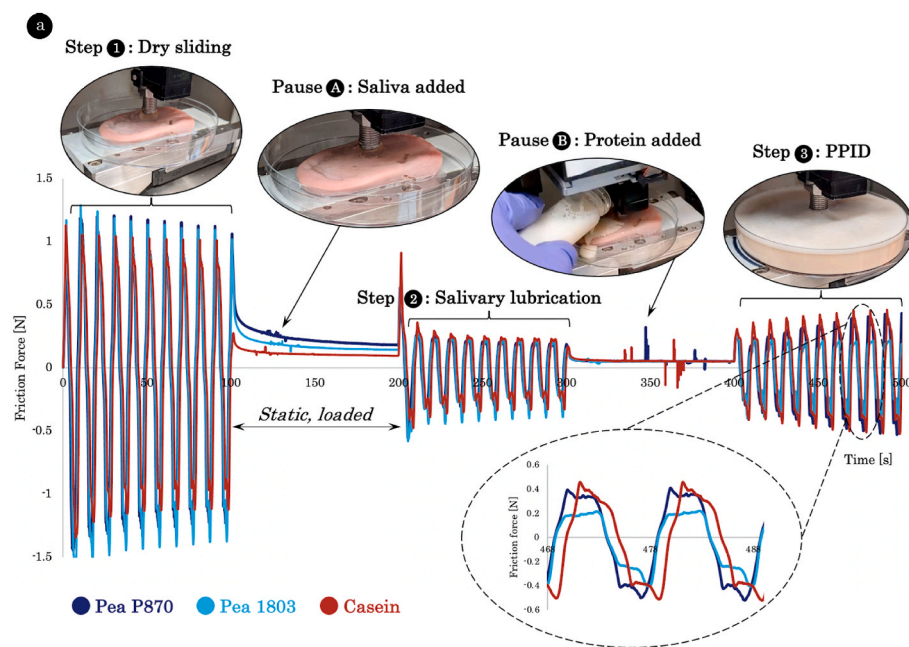 a
Step 1 : Dry sliding
Pause A : Saliva added
Pause B : Protein added
Step 3 : PPID
Step 2 : Salivary lubrication
Static, loaded
Friction Force [N]
1.5
1
0.5
0
-0.5
-1
-1.5
0 50 100 150 200 250 300 350 400 450 500
Time [s]
Friction force [N]
0.6
0.4
0.2
0
-0.2
-0.4
-0.6
468 478 488
Pea P870 Pea 1803 Casein